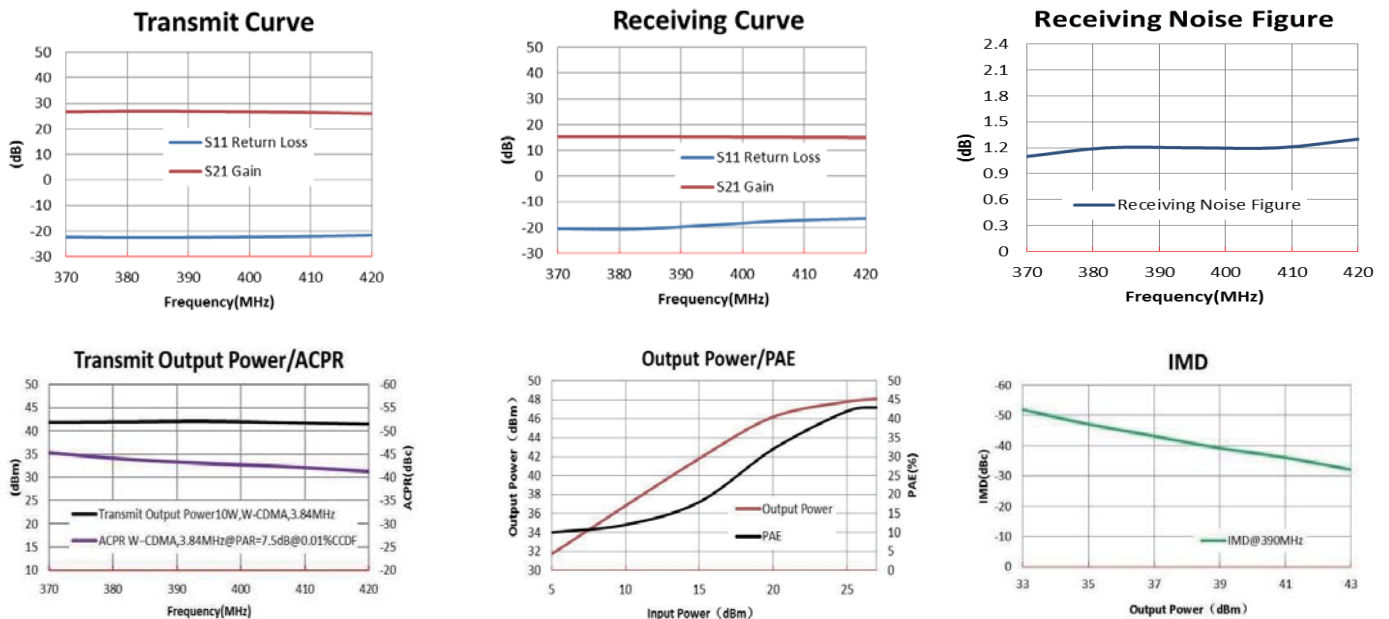 Transmit Curve
50
40
30
20
10
0
-10
-20
-30
(dB)
S11 Return Loss
S21 Gain
370 380 390 400 410 420
Frequency(MHz)
Receiving Curve
50
40
30
20
10
0
-10
-20
-30
(dB)
S11 Return Loss
S21 Gain
370 380 390 400 410 420
Frequency(MHz)
Receiving Noise Figure
2.4
2.1
1.8
1.5
1.2
0.9
0.6
0.3
0
(dB)
Receiving Noise Figure
370 380 390 400 410 420
Frequency(MHz)
Transmit Output Power/ACPR
50
45
40
35
30
25
20
15
10
(dBm)
-60
-55
-50
-45
-40
-35
-30
-25
-20
ACPR(dBc)
Transmit Output Power10W,W-CDMA,3.84MHz
ACPR W-CDMA,3.84MHz@PAR=7.5dB@0.01%CCDF
370 380 390 400 410 420
Frequency(MHz)
Output Power/PAE
50
48
46
44
42
40
38
36
34
32
30
Output Power (dBm)
50
45
40
35
30
25
20
15
10
5
0
PAE(%)
Output Power
PAE
5 10 15 20 25
Input Power (dBm)
IMD
-60
-50
-40
-30
-20
-10
0
IMD(dBc)
IMD@390MHz
33 35 37 39 41 43
Output Power (dBm)